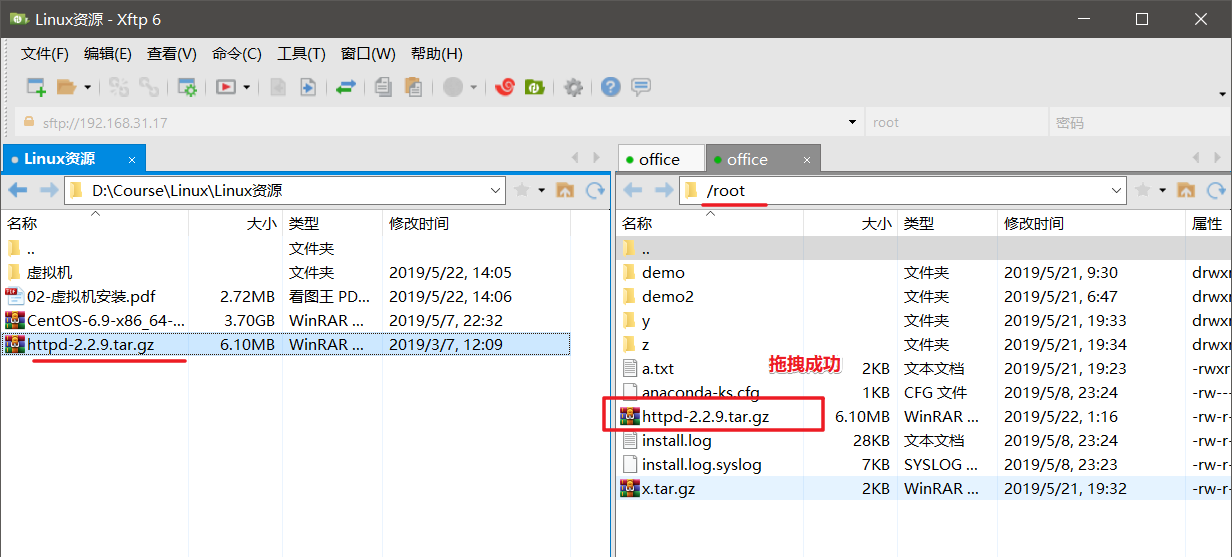 Linux资源 - Xftp 6
文件(F) 编辑(E) 查看(V) 命令(C) 工具(T) 窗口(W) 帮助(H)
sftp://192.168.31.17 root 密码
Linux资源 ×
D:\Course\Linux\Linux资源
名称 大小 类型 修改时间
.. 文件夹
虚拟机 文件夹 2019/5/22, 14:05
02-虚拟机安装.pdf 2.72MB 看图王 PD... 2019/5/22, 14:06
CentOS-6.9-x86_64-... 3.70GB WinRAR ... 2019/5/7, 22:32
httpd-2.2.9.tar.gz 6.10MB WinRAR ... 2019/3/7, 12:09
office office ×
/root
名称 大小 类型 修改时间 属性
..
demo 文件夹 2019/5/21, 9:30 drwxr
demo2 文件夹 2019/5/21, 6:47 drwxr
y 文件夹 2019/5/21, 19:33 drwxr
z 文件夹 2019/5/21, 19:34 drwxr
拖拽成功
a.txt 2KB 文本文档 2019/5/21, 19:23 -rwxr
anaconda-ks.cfg 1KB CFG 文件 2019/5/8, 23:24 -rw---
httpd-2.2.9.tar.gz 6.10MB WinRAR ... 2019/5/22, 1:16 -rw-r-
install.log 28KB 文本文档 2019/5/8, 23:24 -rw-r-
install.log.syslog 7KB SYSLOG ... 2019/5/8, 23:23 -rw-r-
x.tar.gz 2KB WinRAR ... 2019/5/21, 19:32 -rw-r-